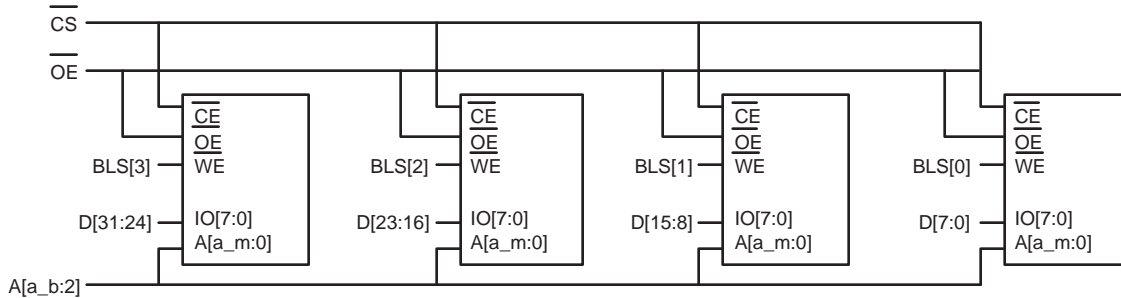 CS
OE
CE
OE
WE
BLS[3]
D[31:24]
IO[7:0]
A[a_m:0]
CE
OE
WE
BLS[2]
D[23:16]
IO[7:0]
A[a_m:0]
CE
OE
WE
BLS[1]
D[15:8]
IO[7:0]
A[a_m:0]
CE
OE
WE
BLS[0]
D[7:0]
IO[7:0]
A[a_m:0]
A[a_b:2]